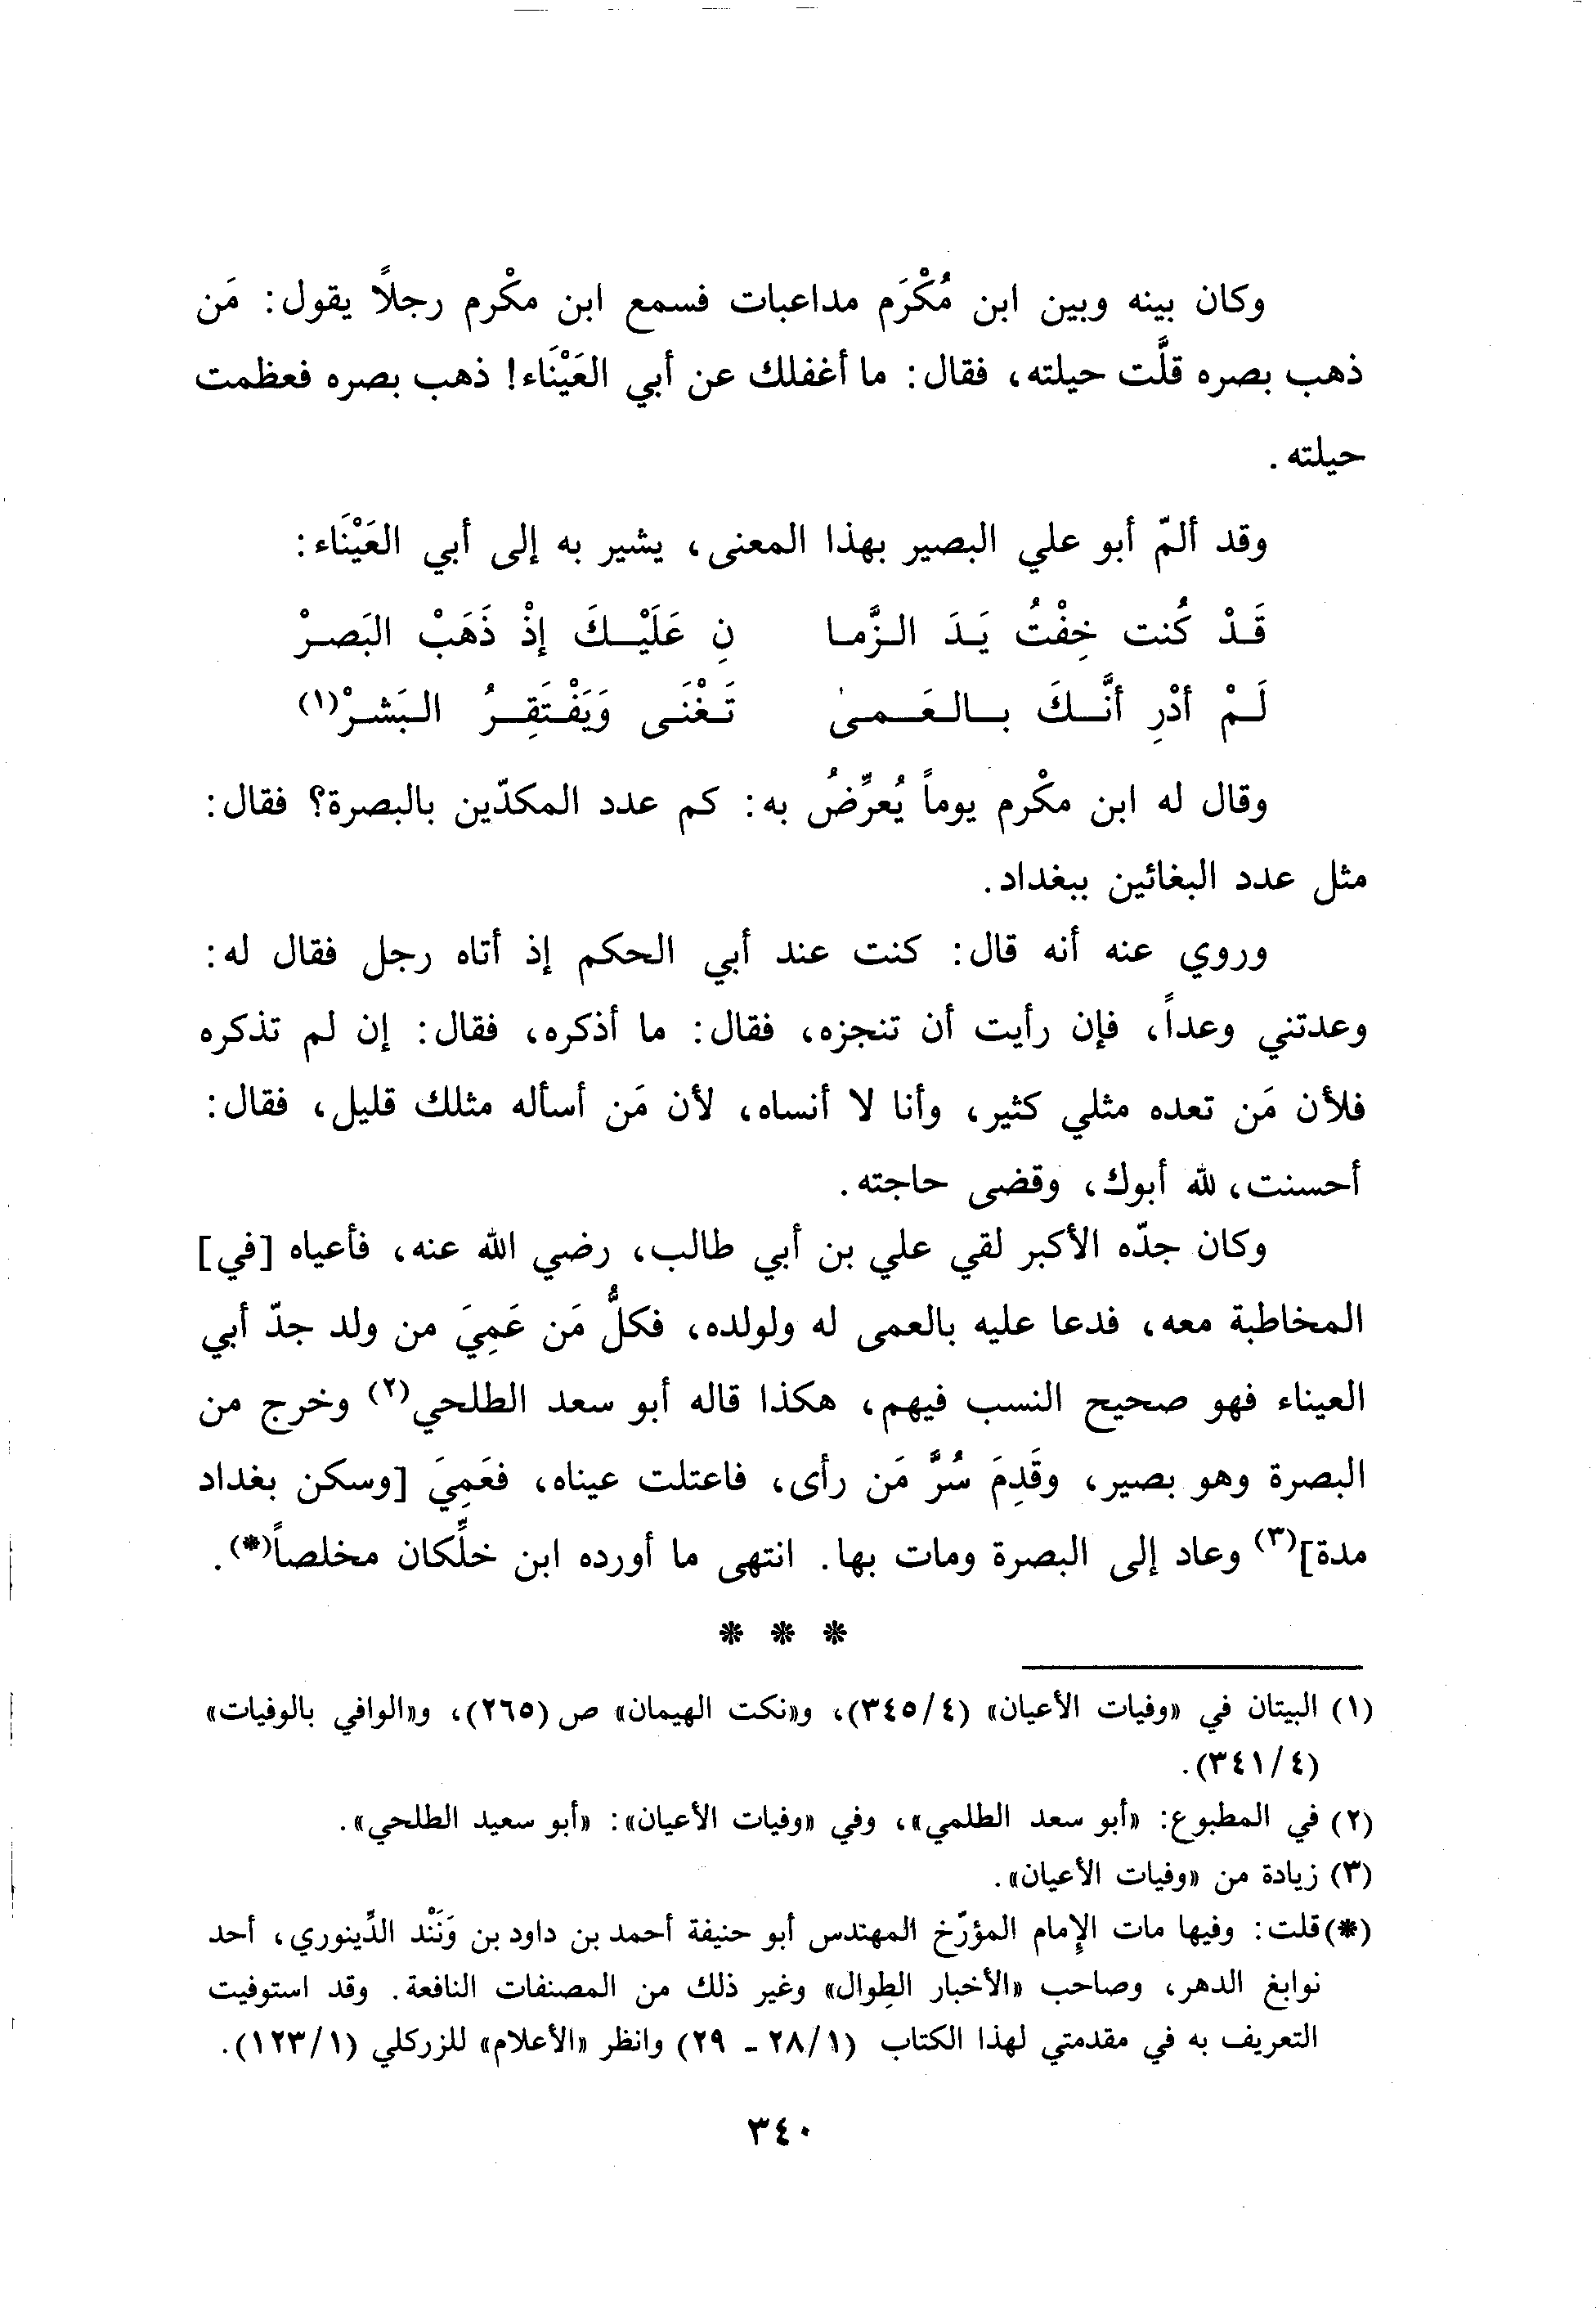 وكان بينه وبين ابن مُكْرَم مداعبات فسمع ابن مكْرم رجلاً يقول: مَن
ذهب بصره قلَّت حيلته، فقال: ما أغفلك عن أبي العَيْنَاء! ذهب بصره فعظمت
حيلته.
وقد ألمّ أبو علي البصير بهذا المعنى، يشير به إلى أبي العَيْنَاء:
قَدْ كُنت خِفْتُ يَدَ الزَّما نِ عَلَيْكَ إذْ ذَهَبْ البَصرْ
لَمْ أدْرِ أنَّكَ بالعَمىٰ تَغْنَى وَيَفْتَقِرُ البَشرْ(١)
وقال له ابن مكْرم يوماً يُعرِّضُ به: كم عدد المكدّين بالبصرة؟ فقال:
مثل عدد البغائين ببغداد.
وروي عنه أنه قال: كنت عند أبي الحكم إذ أتاه رجل فقال له:
وعدتني وعداً، فإن رأيت أن تنجزه، فقال: ما أذكره، فقال: إن لم تذكره
فلأن مَن تعده مثلي كثير، وأنا لا أنساه، لأن مَن أسأله مثلك قليل، فقال:
أحسنت، لله أبوك، وقضى حاجته.
وكان جدّه الأكبر لقي علي بن أبي طالب، رضي الله عنه، فأعياه [في]
المخاطبة معه، فدعا عليه بالعمى له ولولده، فكلُّ مَن عَمِيَ من ولد جدّ أبي
العيناء فهو صحيح النسب فيهم، هكذا قاله أبو سعد الطلحي(٢) وخرج من
البصرة وهو بصير، وقَدِمَ سُرَّ مَن رأى، فاعتلت عيناه، فعَمِيَ [وسكن بغداد
مدة](٣) وعاد إلى البصرة ومات بها. انتهى ما أورده ابن خلِّكان مخلصاً(*).
* * *
(١) البيتان في «وفيات الأعيان» (٣٤٥/٤)، و«نكت الهيمان» ص (٢٦٥)، و«الوافي بالوفيات»
(٣٤١/٤).
(٢) في المطبوع: «أبو سعد الطلمي»، وفي «وفيات الأعيان»: «أبو سعيد الطلحي».
(٣) زيادة من «وفيات الأعيان».
(*) قلت: وفيها مات الإمام المؤرّخ المهندس أبو حنيفة أحمد بن داود بن وَنَنْد الدِّينوري، أحد
نوابغ الدهر، وصاحب «الأخبار الطِوال» وغير ذلك من المصنفات النافعة. وقد استوفيت
التعريف به في مقدمتي لهذا الكتاب (٢٨/١ - ٢٩) وانظر «الأعلام» للزركلي (١٢٣/١).
٣٤٠